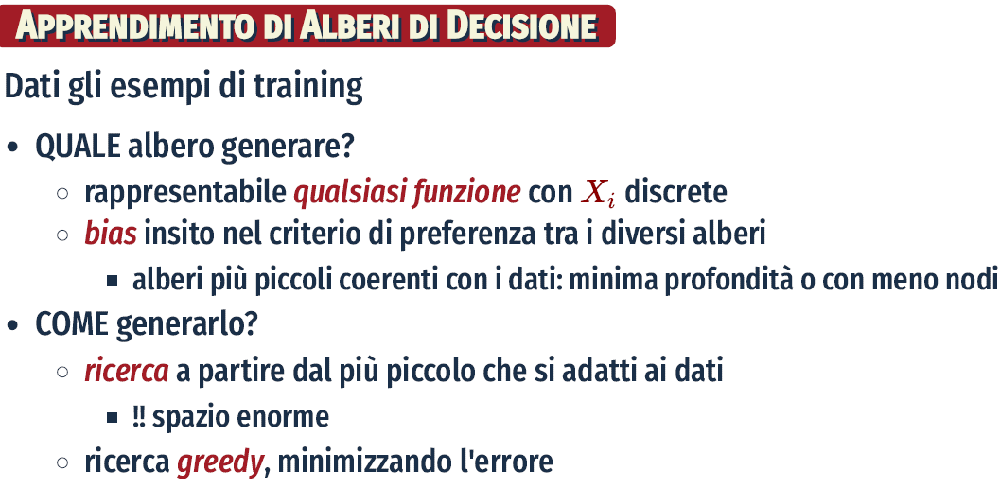 Apprendimento di Alberi di Decisione
Dati gli esempi di training
• QUALE albero generare?
○ rappresentabile qualsiasi funzione con Xᵢ discrete
○ bias insito nel criterio di preferenza tra i diversi alberi
▪ alberi più piccoli coerenti con i dati: minima profondità o con meno nodi
• COME generarlo?
○ ricerca a partire dal più piccolo che si adatti ai dati
▪ !! spazio enorme
○ ricerca greedy, minimizzando l'errore